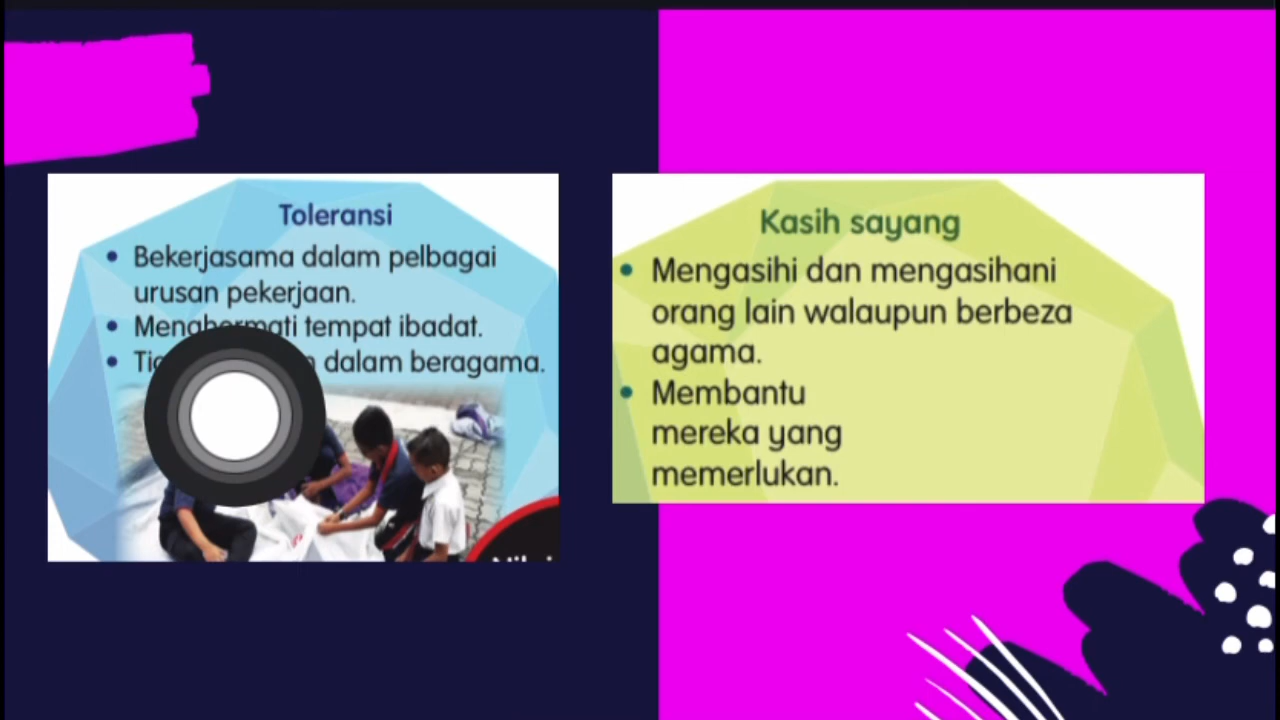 Toleransi
• Bekerjasama dalam pelbagai
urusan pekerjaan.
• Menghormati tempat ibadat.
• dalam beragama.
Kasih sayang
• Mengasihi dan mengasihani
orang lain walaupun berbeza
agama.
• Membantu
mereka yang
memerlukan.